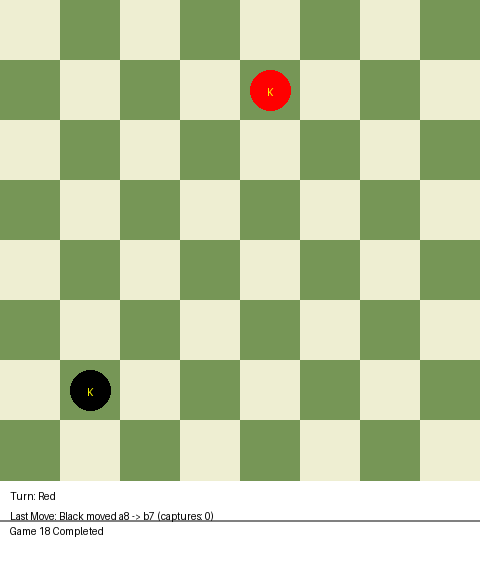 K
K
Turn: Red
Last Move: Black moved a8 -> b7 (captures: 0)
Game 18 Completed